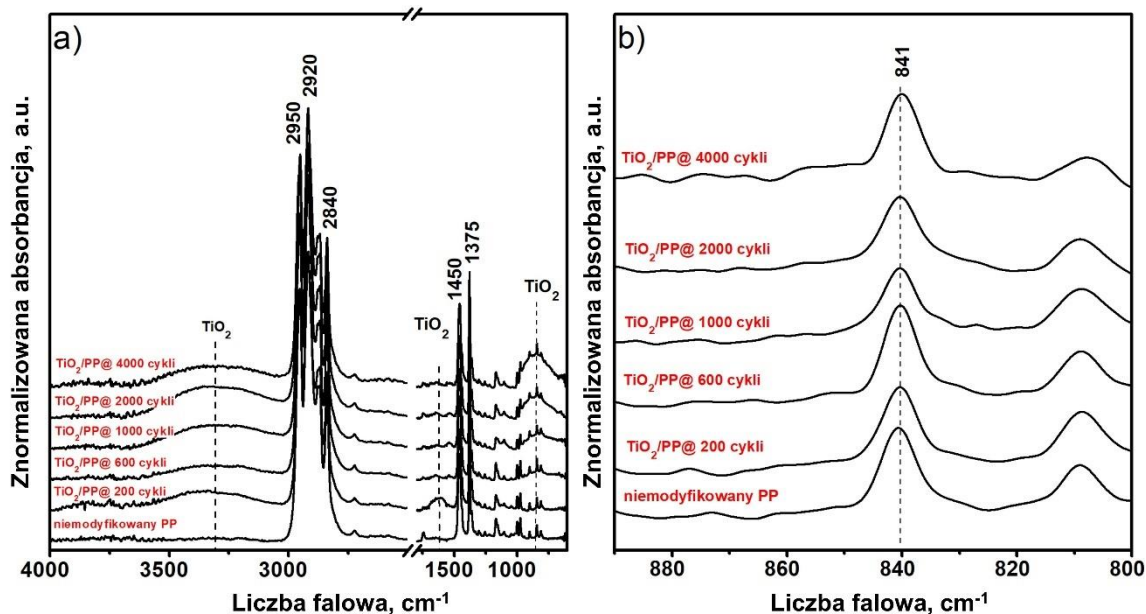 a)
2950
2920
2840
1450
1375
TiO2
TiO2
TiO2
TiO2/PP@ 4000 cykli
TiO2/PP@ 2000 cykli
TiO2/PP@ 1000 cykli
TiO2/PP@ 600 cykli
TiO2/PP@ 200 cykli
niemodyfikowany PP
4000 3500 3000 1500 1000
Liczba falowa, cm-1
Znormalizowana absorbancja, a.u.
b)
841
TiO2/PP@ 4000 cykli
TiO2/PP@ 2000 cykli
TiO2/PP@ 1000 cykli
TiO2/PP@ 600 cykli
TiO2/PP@ 200 cykli
niemodyfikowany PP
880 860 840 820 800
Liczba falowa, cm-1
Znormalizowana absorbancja, a.u.